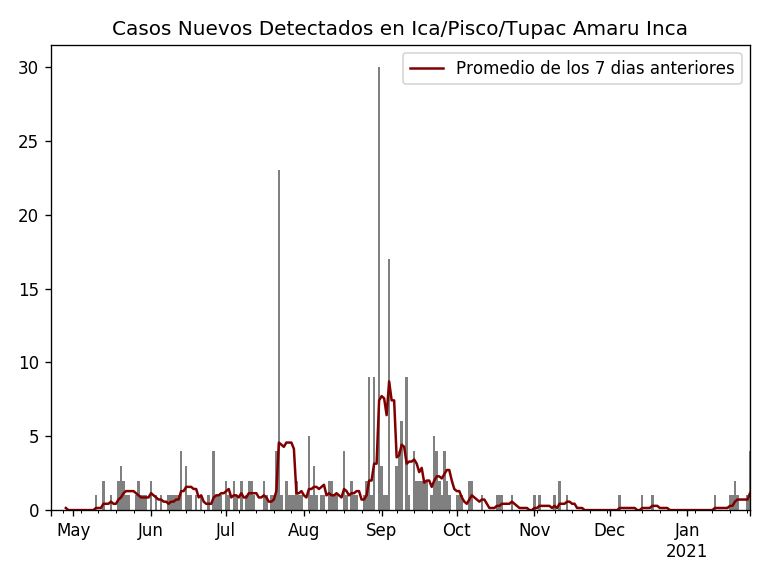 Casos Nuevos Detectados en Ica/Pisco/Tupac Amaru Inca
Promedio de los 7 dias anteriores
30
25
20
15
10
5
0
May Jun Jul Aug Sep Oct Nov Dec Jan
2021